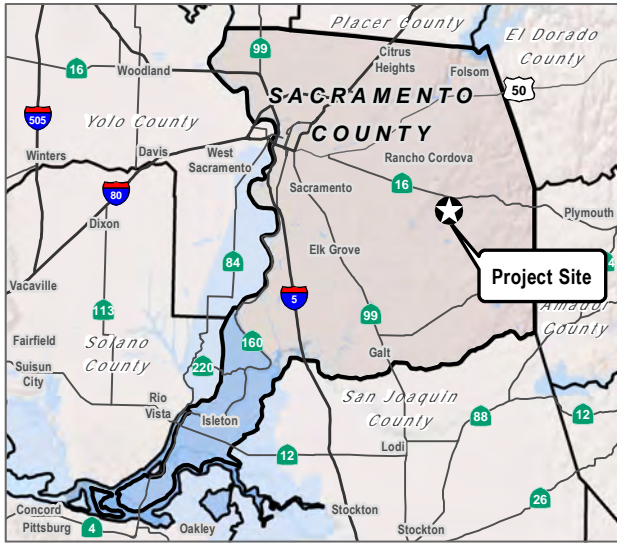 Placer County
El Dorado
County
99
Citrus
Heights
Folsom
16
Woodland
50
SACRAMENTO
COUNTY
505
Yolo County
Winters
Davis
West
Sacramento
Rancho Cordova
16
80
Sacramento
Plymouth
Dixon
Elk Grove
84
Project Site
4
Vacaville
5
113
99
Amador
County
Solano
County
160
Fairfield
Galt
Suisun
City
220
San Joaquin
County
Rio
Vista
Isleton
88
12
12
Lodi
26
Concord
Pittsburg
4
Oakley
Stockton
Stockton